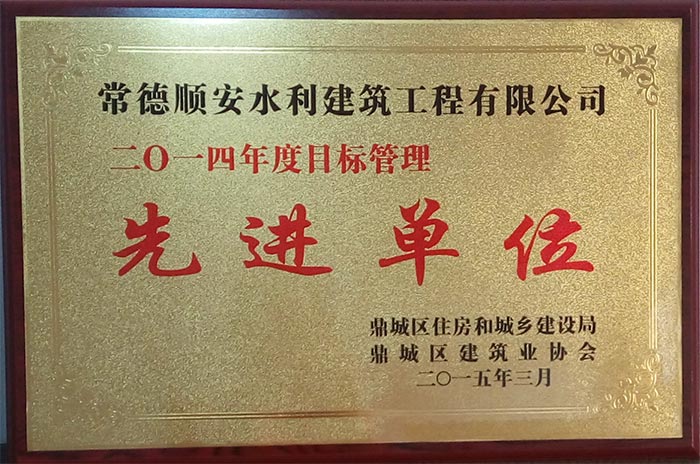 常德顺安水利建筑工程有限公司
二〇一四年度目标管理
先进单位
鼎城区住房和城乡建设局
鼎城区建筑业协会
二〇一五年三月